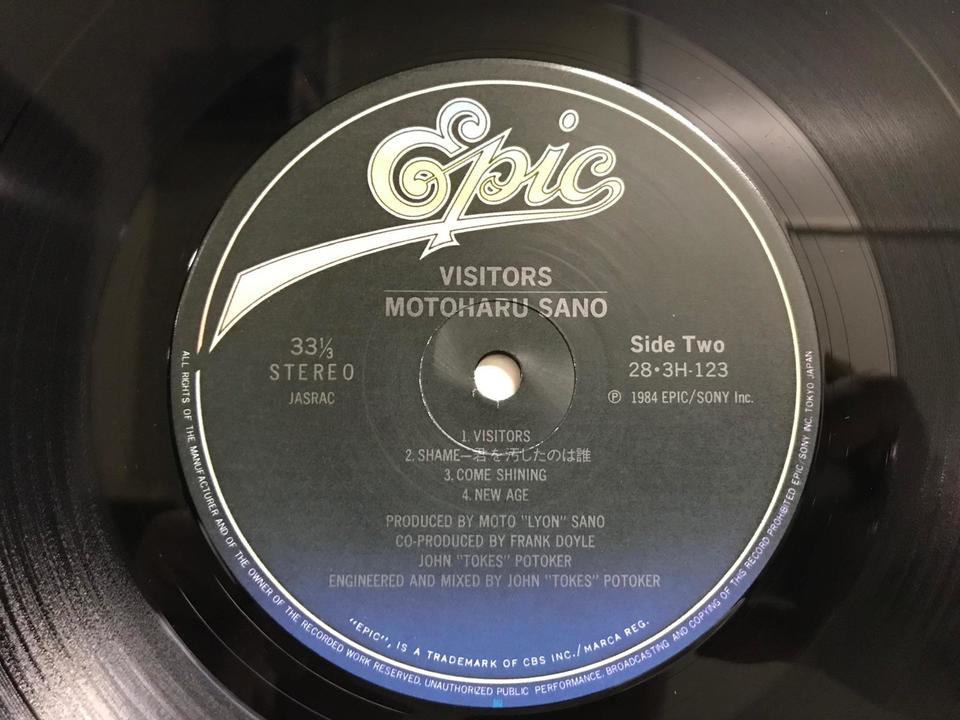 Epic
VISITORS
MOTOHARU SANO
33⅓
STEREO
JASRAC
Side Two
28・3H-123
℗ 1984 EPIC/SONY Inc.
1. VISITORS
2. SHAME—君を汚したのは誰
3. COME SHINING
4. NEW AGE
PRODUCED BY MOTO "LYON" SANO
CO-PRODUCED BY FRANK DOYLE
JOHN "TOKES" POTOKER
ENGINEERED AND MIXED BY JOHN "TOKES" POTOKER
"EPIC", IS A TRADEMARK OF CBS INC./MARCA REG.
ALL RIGHTS OF THE MANUFACTURER AND OF THE OWNER OF THE RECORDED WORK RESERVED, UNAUTHORIZED PUBLIC PERFORMANCE, BROADCASTING AND COPYING OF THIS RECORD PROHIBITED EPIC/SONY INC. TOKYO JAPAN